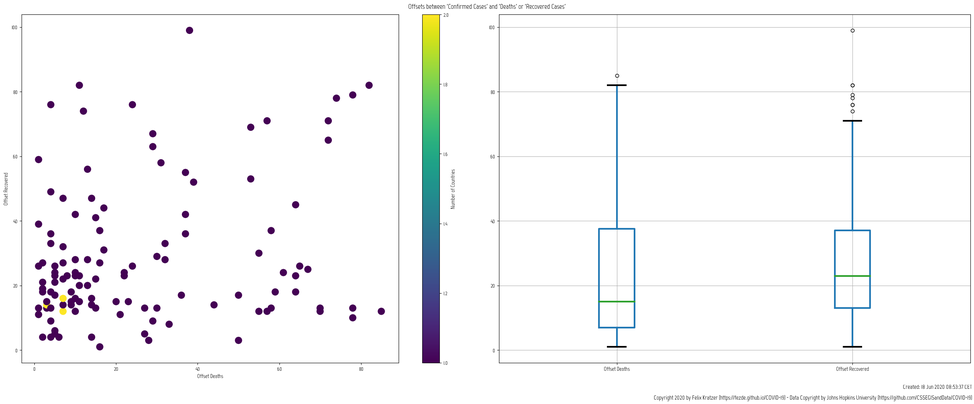 Offsets between 'Confirmed Cases' and 'Deaths' or 'Recovered Cases'
100
80
60
40
20
0
0
20
40
60
80
Offset Recovered
Offset Deaths
2.0
1.8
1.6
1.4
1.2
1.0
Number of Countries
100
80
60
40
20
0
Offset Deaths
Offset Recovered
Created: 18 Jun 2020 08:53:37 CET
Copyright 2020 by Felix Kratzer (https://fezde.github.io/COVID-19) - Data Copyright by Johns Hopkins University (https://github.com/CSSEGISandData/COVID-19)